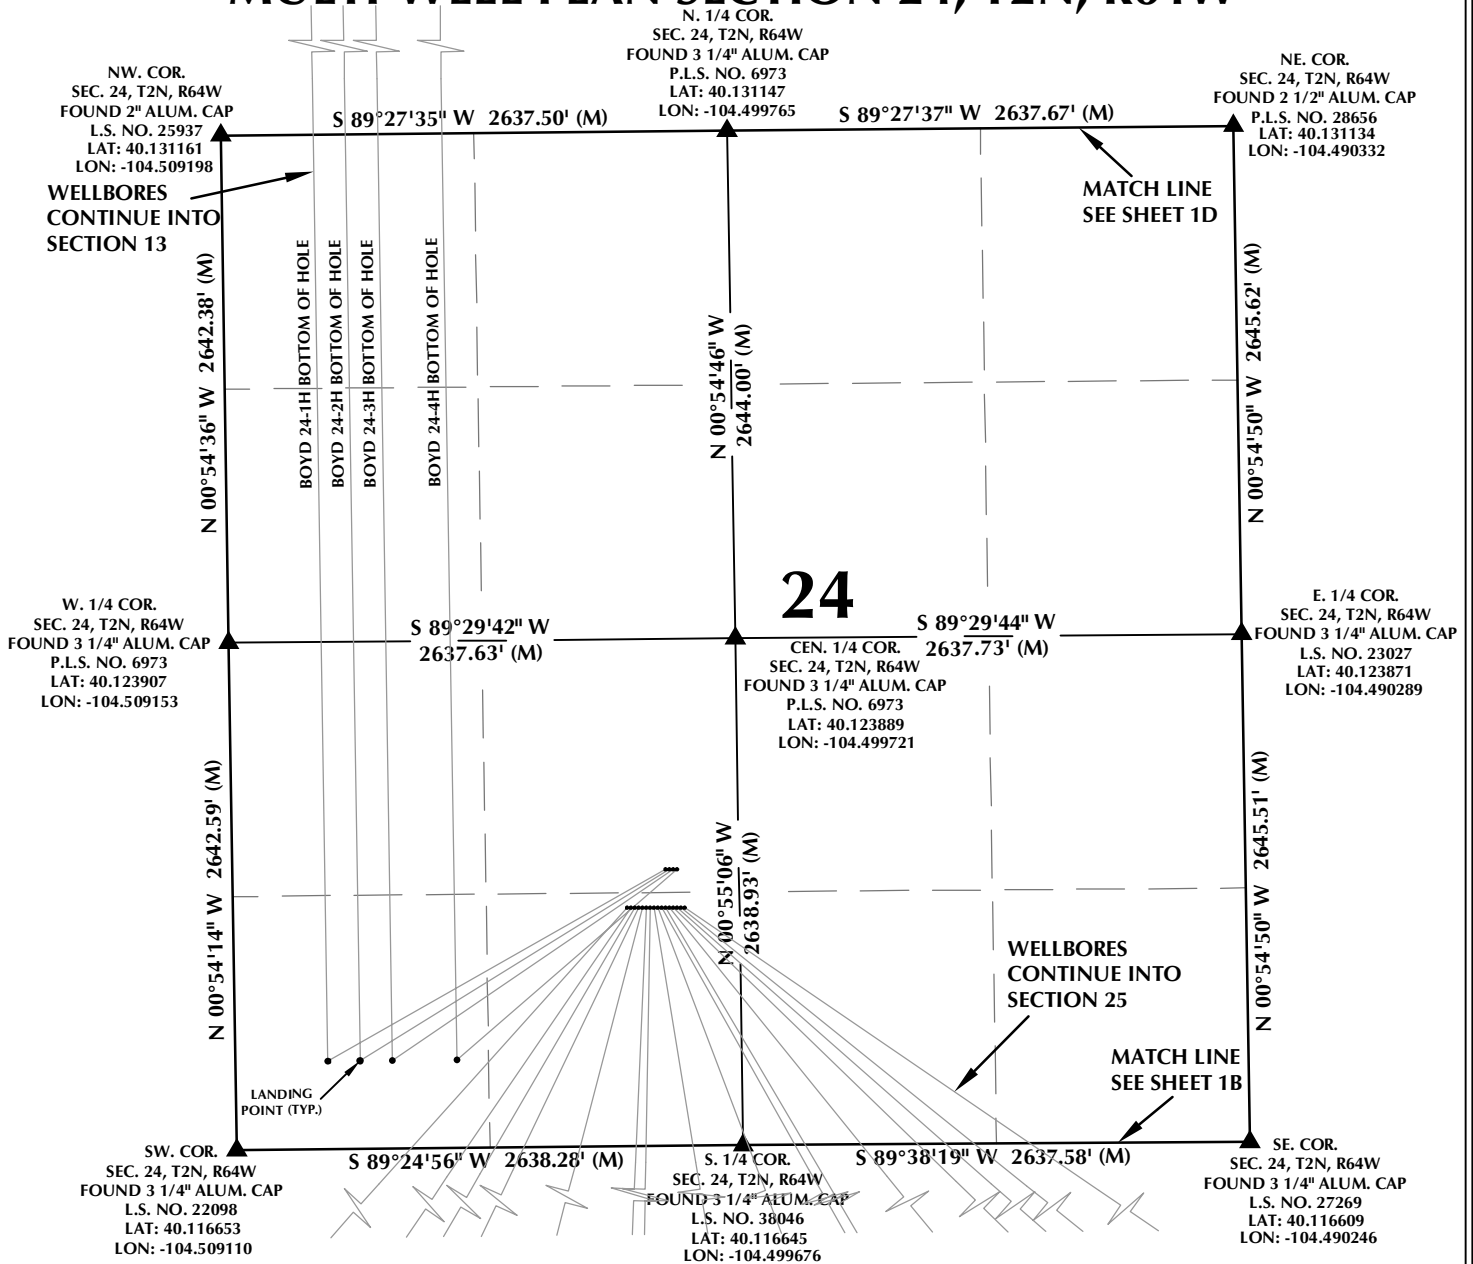 MULTI-WELL PLAN SECTION 24, T2N, R64W
N. 1/4 COR.
SEC. 24, T2N, R64W
FOUND 3 1/4" ALUM. CAP
P.L.S. NO. 6973
LAT: 40.131147
LON: -104.499765
NW. COR.
SEC. 24, T2N, R64W
FOUND 2" ALUM. CAP
L.S. NO. 25937
LAT: 40.131161
LON: -104.509198
NE. COR.
SEC. 24, T2N, R64W
FOUND 2 1/2" ALUM. CAP
P.L.S. NO. 28656
LAT: 40.131134
LON: -104.490332
S 89°27'35" W 2637.50' (M)
S 89°27'37" W 2637.67' (M)
WELLBORES
CONTINUE INTO
SECTION 13
MATCH LINE
SEE SHEET 1D
N 00°54'36" W 2642.38' (M)
BOYD 24-1H BOTTOM OF HOLE
BOYD 24-2H BOTTOM OF HOLE
BOYD 24-3H BOTTOM OF HOLE
BOYD 24-4H BOTTOM OF HOLE
N 00°54'46" W
2644.00' (M)
N 00°54'50" W 2645.62' (M)
24
W. 1/4 COR.
SEC. 24, T2N, R64W
FOUND 3 1/4" ALUM. CAP
P.L.S. NO. 6973
LAT: 40.123907
LON: -104.509153
S 89°29'42" W
2637.63' (M)
S 89°29'44" W
2637.73' (M)
CEN. 1/4 COR.
SEC. 24, T2N, R64W
FOUND 3 1/4" ALUM. CAP
P.L.S. NO. 6973
LAT: 40.123889
LON: -104.499721
E. 1/4 COR.
SEC. 24, T2N, R64W
FOUND 3 1/4" ALUM. CAP
L.S. NO. 23027
LAT: 40.123871
LON: -104.490289
N 00°54'14" W 2642.59' (M)
N 00°55'06" W
2638.93' (M)
N 00°54'50" W 2645.51' (M)
WELLBORES
CONTINUE INTO
SECTION 25
MATCH LINE
SEE SHEET 1B
LANDING
POINT (TYP.)
SW. COR.
SEC. 24, T2N, R64W
FOUND 3 1/4" ALUM. CAP
L.S. NO. 22098
LAT: 40.116653
LON: -104.509110
S 89°24'56" W 2638.28' (M)
S. 1/4 COR.
SEC. 24, T2N, R64W
FOUND 3 1/4" ALUM. CAP
L.S. NO. 38046
LAT: 40.116645
LON: -104.499676
S 89°38'19" W 2637.58' (M)
SE. COR.
SEC. 24, T2N, R64W
FOUND 3 1/4" ALUM. CAP
L.S. NO. 27269
LAT: 40.116609
LON: -104.490246